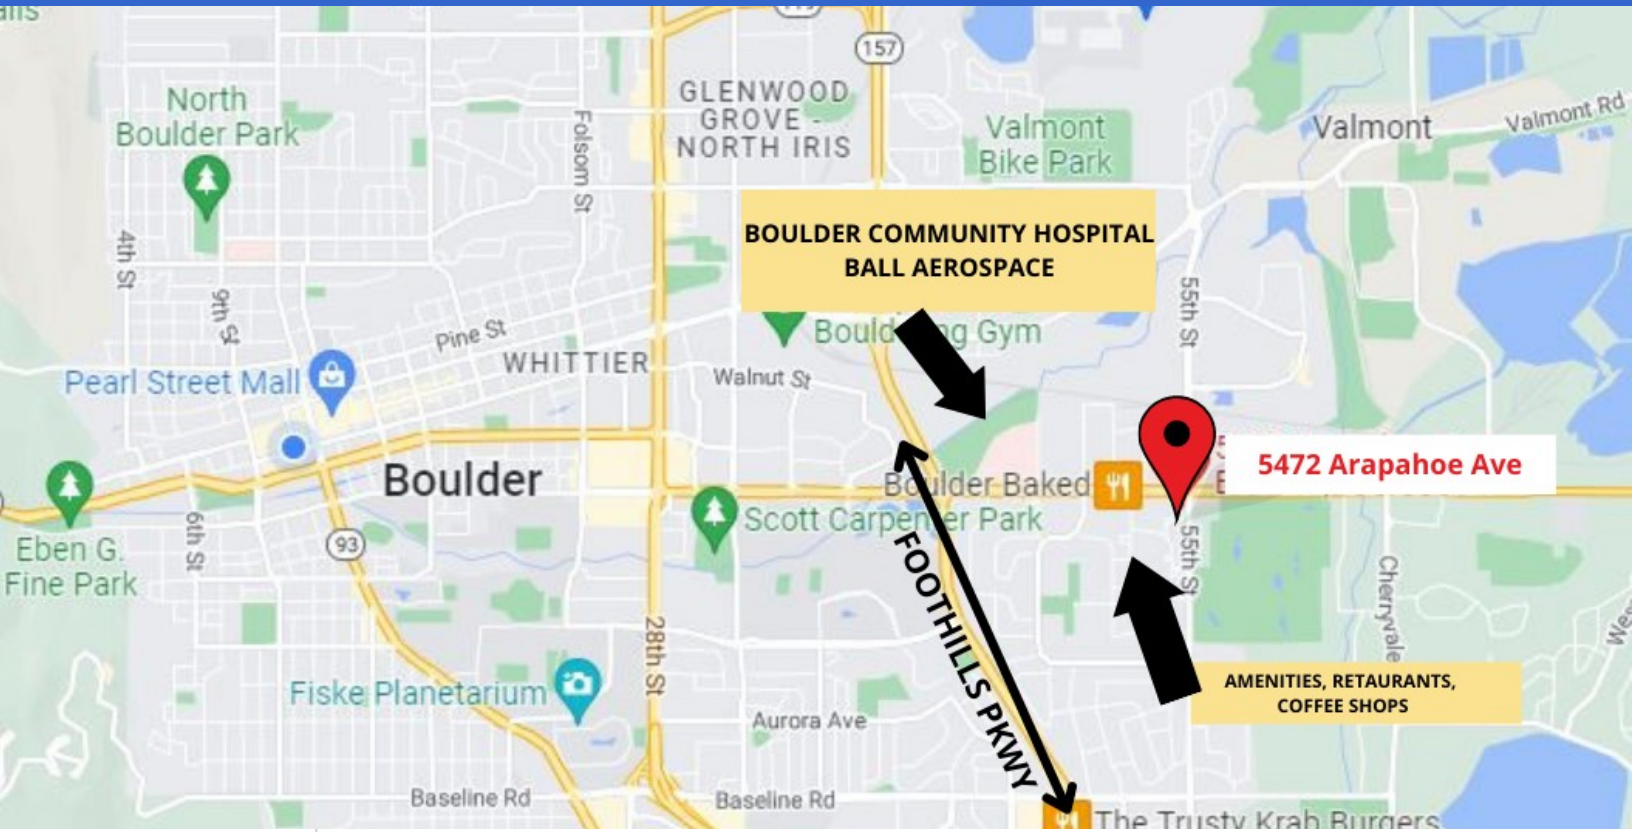 157
North
Boulder Park
GLENWOOD
GROVE -
NORTH IRIS
Folsom St
Valmont
Bike Park
Valmont
Valmont Rd
4th St
9th St
BOULDER COMMUNITY HOSPITAL
BALL AEROSPACE
55th St
Pine St
WHITTIER
Gym
Walnut St
Pearl Street Mall
Boulder
Boulder Baked
5472 Arapahoe Ave
Scott Carpenter Park
6th St
93
Eben G.
Fine Park
FOOTHILLS PKWY
55th St
Cherryvale
28th St
Fiske Planetarium
AMENITIES, RETAURANTS,
COFFEE SHOPS
Aurora Ave
Baseline Rd
Baseline Rd
The Trusty Krab Burgers